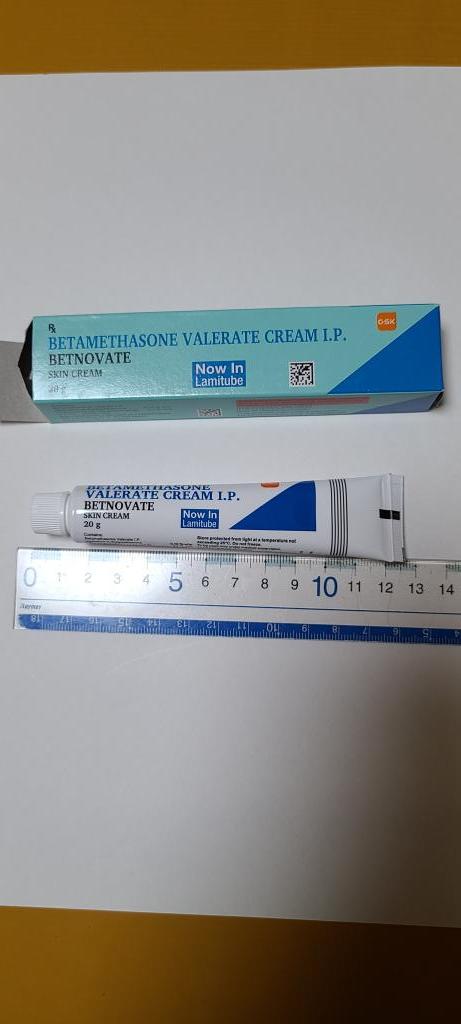 Rx
BETAMETHASONE VALERATE CREAM I.P.
BETNOVATE
SKIN CREAM
20 g
Now In
Lamitube
GSK
BETAMETHASONE
VALERATE CREAM I.P.
BETNOVATE
SKIN CREAM
20 g
Now In
Lamitube
Contains:
Store protected from light at a temperature not
exceeding 25°C. Do not freeze.
0 1 2 3 4 5 6 7 8 9 10 11 12 13 14